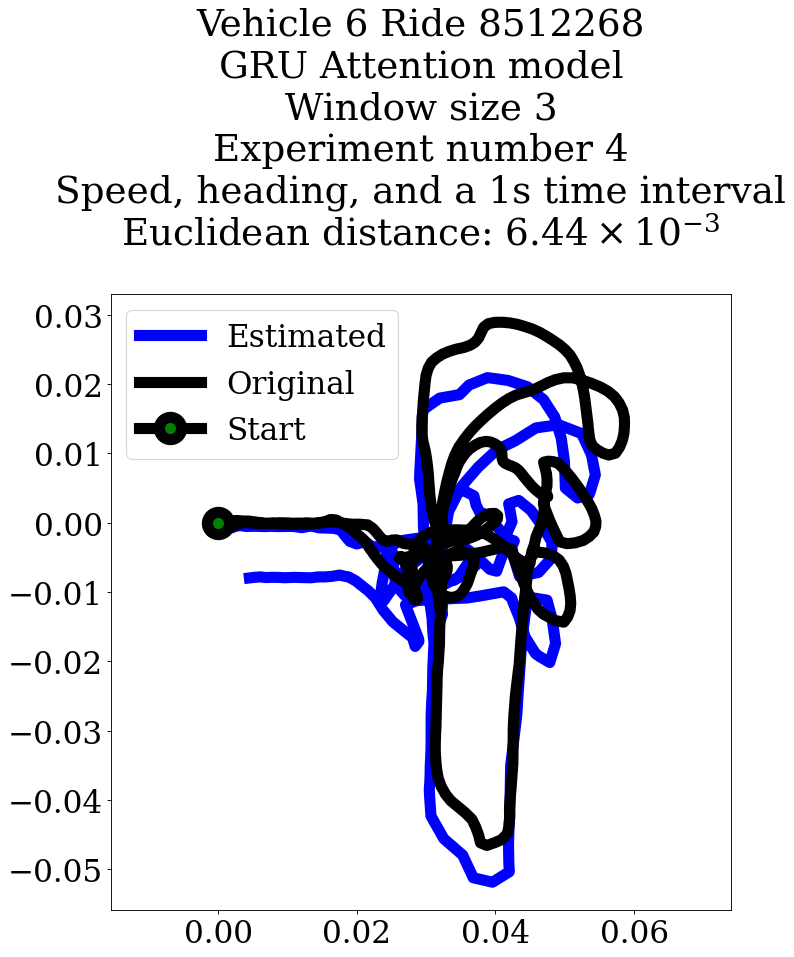 Vehicle 6 Ride 8512268
GRU Attention model
Window size 3
Experiment number 4
Speed, heading, and a 1s time interval
Euclidean distance: 6.44 × 10⁻³
Estimated
Original
Start
0.03
0.02
0.01
0.00
−0.01
−0.02
−0.03
−0.04
−0.05
0.00 0.02 0.04 0.06